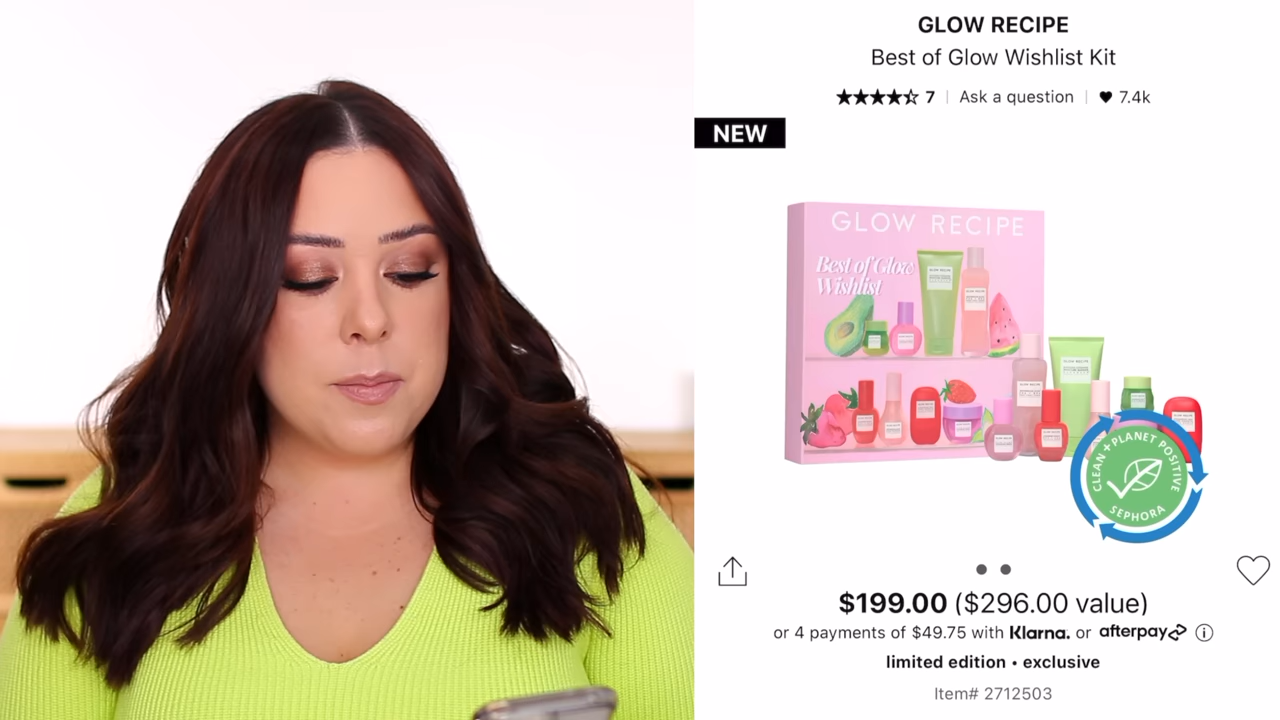 GLOW RECIPE
Best of Glow Wishlist Kit
★★★★⯪ 7 | Ask a question | ♥ 7.4k
NEW
GLOW RECIPE
Best of Glow
Wishlist
CLEAN + PLANET POSITIVE
SEPHORA
$199.00 ($296.00 value)
or 4 payments of $49.75 with Klarna. or afterpay
limited edition • exclusive
Item# 2712503